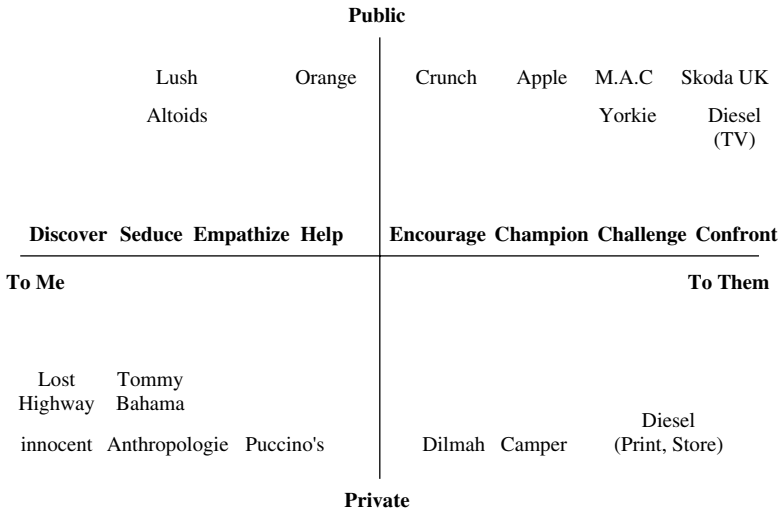 Public
Lush Orange Crunch Apple M.A.C Skoda UK
Altoids Yorkie Diesel
(TV)
Discover Seduce Empathize Help Encourage Champion Challenge Confront
To Me To Them
Lost Tommy
Highway Bahama
Diesel
innocent Anthropologie Puccino's Dilmah Camper (Print, Store)
Private